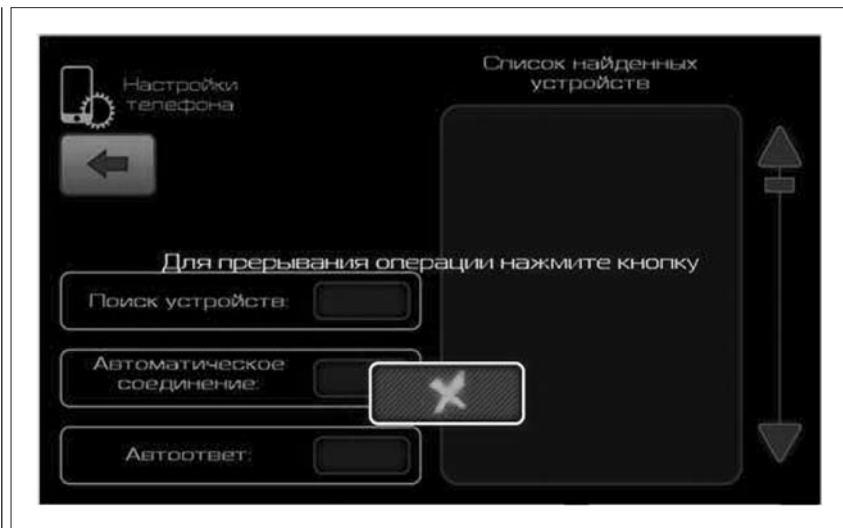 Настройки
телефона
Список найденных
устройств
Для прерывания операции нажмите кнопку
Поиск устройств:
Автоматическое
соединение:
Автоответ: